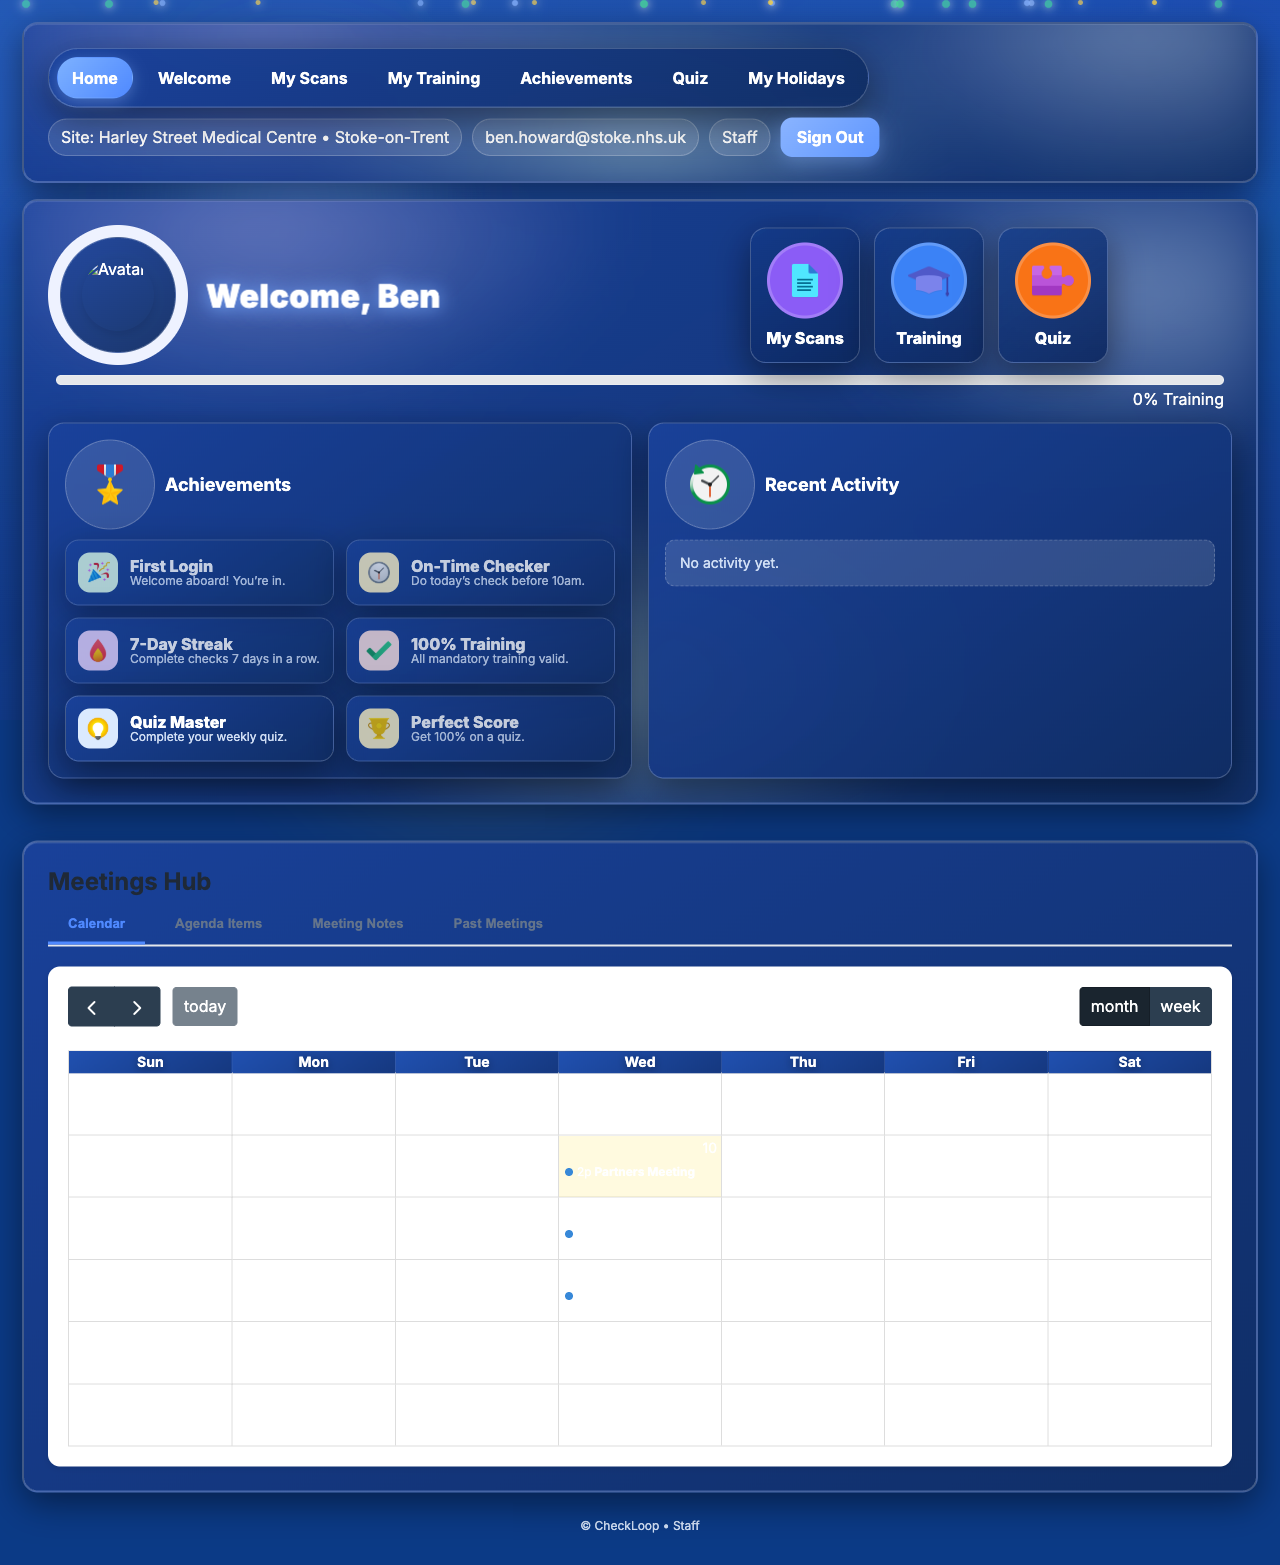 Home
Welcome
My Scans
My Training
Achievements
Quiz
My Holidays
Site: Harley Street Medical Centre • Stoke-on-Trent
ben.howard@stoke.nhs.uk
Staff
Sign Out
Avatar
Welcome, Ben
My Scans
Training
Quiz
0% Training
Achievements
First Login
Welcome aboard! You’re in.
On-Time Checker
Do today’s check before 10am.
7-Day Streak
Complete checks 7 days in a row.
100% Training
All mandatory training valid.
Quiz Master
Complete your weekly quiz.
Perfect Score
Get 100% on a quiz.
Recent Activity
No activity yet.
Meetings Hub
Calendar
Agenda Items
Meeting Notes
Past Meetings
today
month
week
Sun
Mon
Tue
Wed
Thu
Fri
Sat
10
2p Partners Meeting
© CheckLoop • Staff